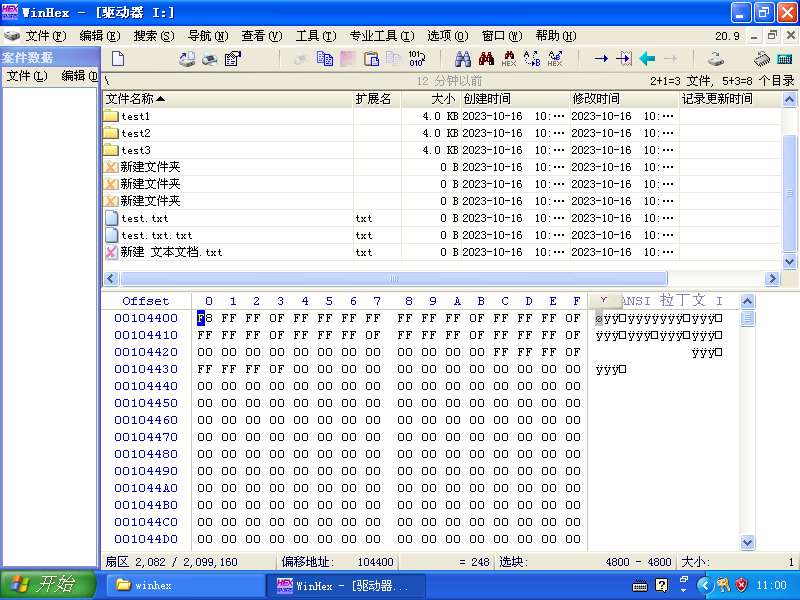 WinHex - [驱动器 I:]
文件(F) 编辑(E) 搜索(S) 导航(N) 查看(V) 工具(T) 专业工具(I) 选项(O) 窗口(W) 帮助(H) 20.9
案件数据
文件(L) 编辑(D
12 分钟以前
\ 2+1=3 文件, 5+3=8 个目录
文件名称 扩展名 大小 创建时间 修改时间 记录更新时间
test1 4.0 KB 2023-10-16 10:… 2023-10-16 10:…
test2 4.0 KB 2023-10-16 10:… 2023-10-16 10:…
test3 4.0 KB 2023-10-16 10:… 2023-10-16 10:…
新建文件夹 0 B 2023-10-16 10:… 2023-10-16 10:…
新建文件夹 0 B 2023-10-16 10:… 2023-10-16 10:…
新建文件夹 0 B 2023-10-16 10:… 2023-10-16 10:…
test.txt txt 0 B 2023-10-16 10:… 2023-10-16 10:…
test.txt.txt txt 0 B 2023-10-16 10:… 2023-10-16 10:…
新建 文本文档.txt txt 0 B 2023-10-16 10:… 2023-10-16 10:…
Offset 0 1 2 3 4 5 6 7 8 9 A B C D E F ANSI 拉丁文 I
00104400 F8 FF FF 0F FF FF FF FF FF FF FF 0F FF FF FF 0F øÿÿ□ÿÿÿÿÿÿÿ□ÿÿÿ□
00104410 FF FF FF 0F FF FF FF 0F FF FF FF 0F FF FF FF 0F ÿÿÿ□ÿÿÿ□ÿÿÿ□ÿÿÿ□
00104420 00 00 00 00 00 00 00 00 00 00 00 00 FF FF FF 0F ÿÿÿ□
00104430 FF FF FF 0F 00 00 00 00 00 00 00 00 00 00 00 00 ÿÿÿ□
00104440 00 00 00 00 00 00 00 00 00 00 00 00 00 00 00 00
00104450 00 00 00 00 00 00 00 00 00 00 00 00 00 00 00 00
00104460 00 00 00 00 00 00 00 00 00 00 00 00 00 00 00 00
00104470 00 00 00 00 00 00 00 00 00 00 00 00 00 00 00 00
00104480 00 00 00 00 00 00 00 00 00 00 00 00 00 00 00 00
00104490 00 00 00 00 00 00 00 00 00 00 00 00 00 00 00 00
001044A0 00 00 00 00 00 00 00 00 00 00 00 00 00 00 00 00
001044B0 00 00 00 00 00 00 00 00 00 00 00 00 00 00 00 00
001044C0 00 00 00 00 00 00 00 00 00 00 00 00 00 00 00 00
001044D0 00 00 00 00 00 00 00 00 00 00 00 00 00 00 00 00
扇区 2,082 / 2,099,160 偏移地址: 104400 = 248 选块: 4800 - 4800 大小: 1
开始 winhex WinHex - [驱动器... 11:00